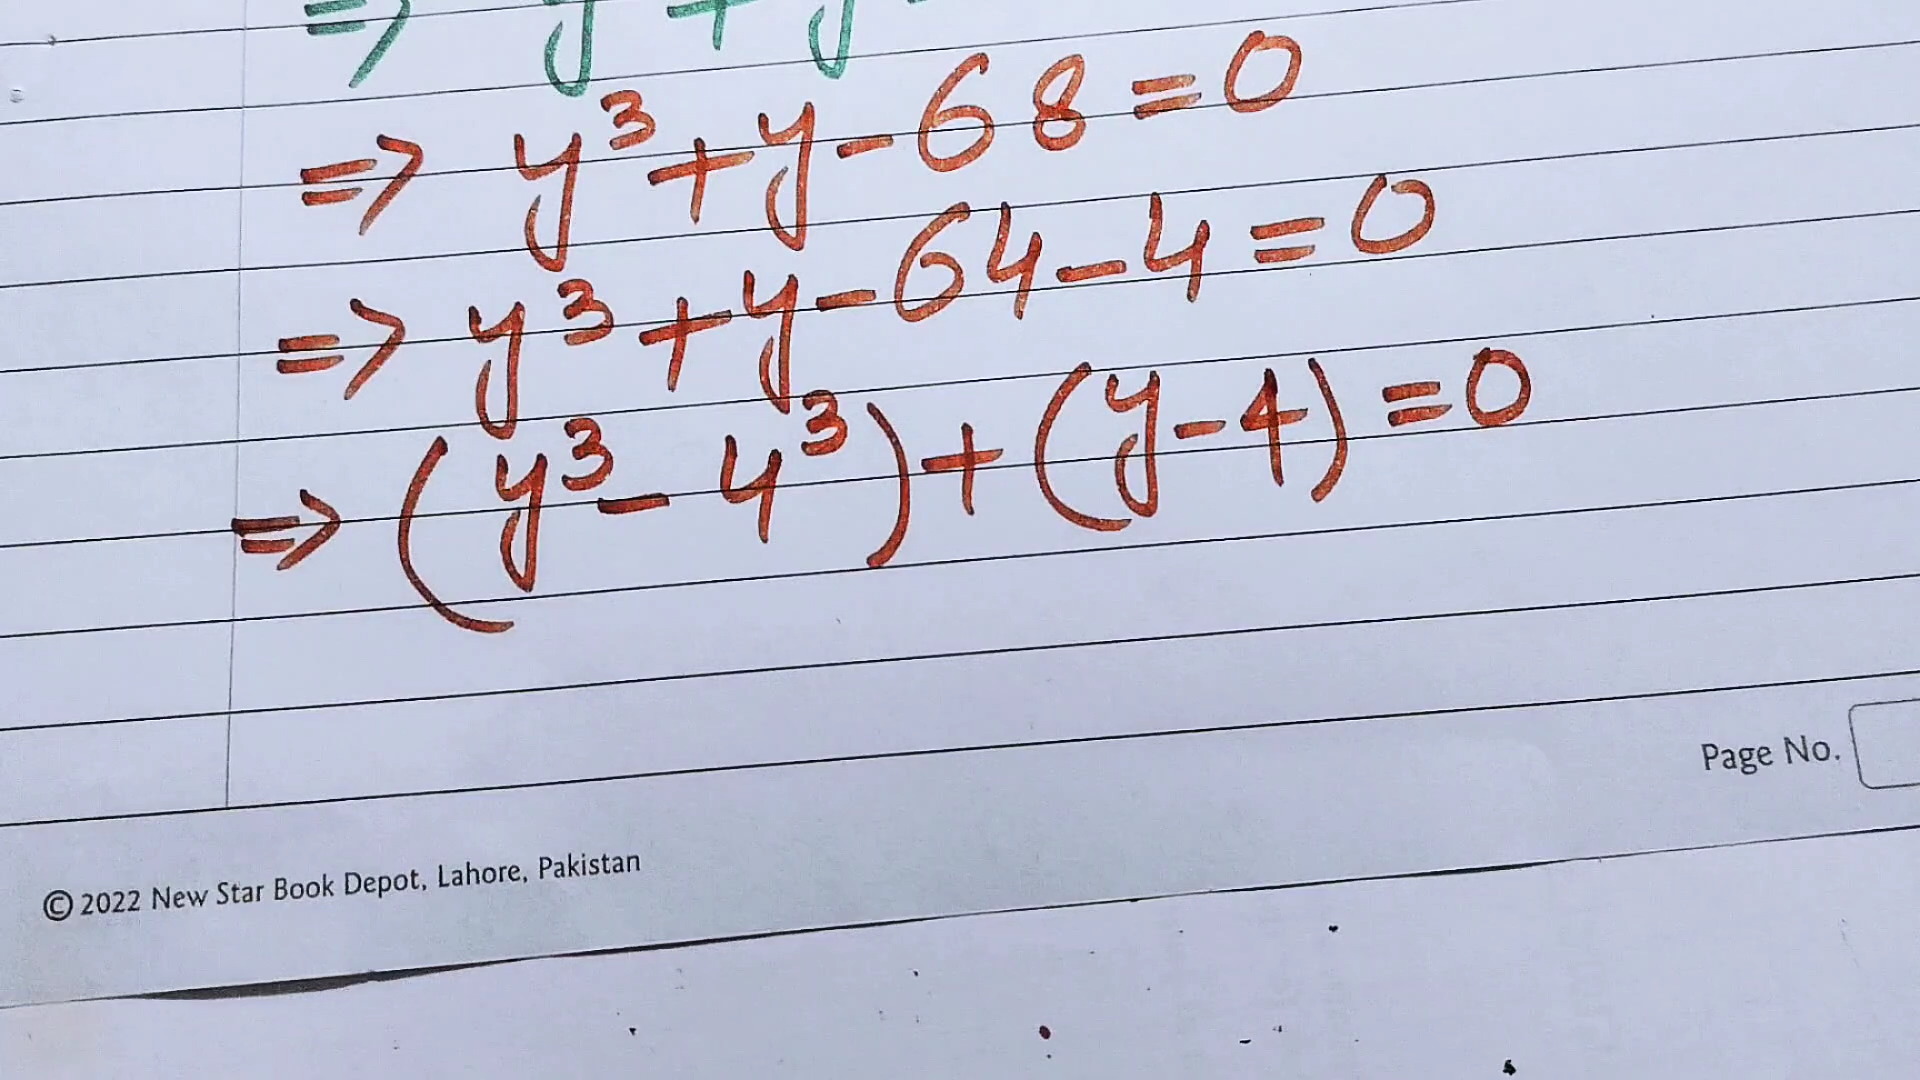 => y + y
=> y³ + y - 68 = 0
=> y³ + y - 64 - 4 = 0
=> (y³ - 4³) + (y - 4) = 0
Page No.
© 2022 New Star Book Depot, Lahore, Pakistan